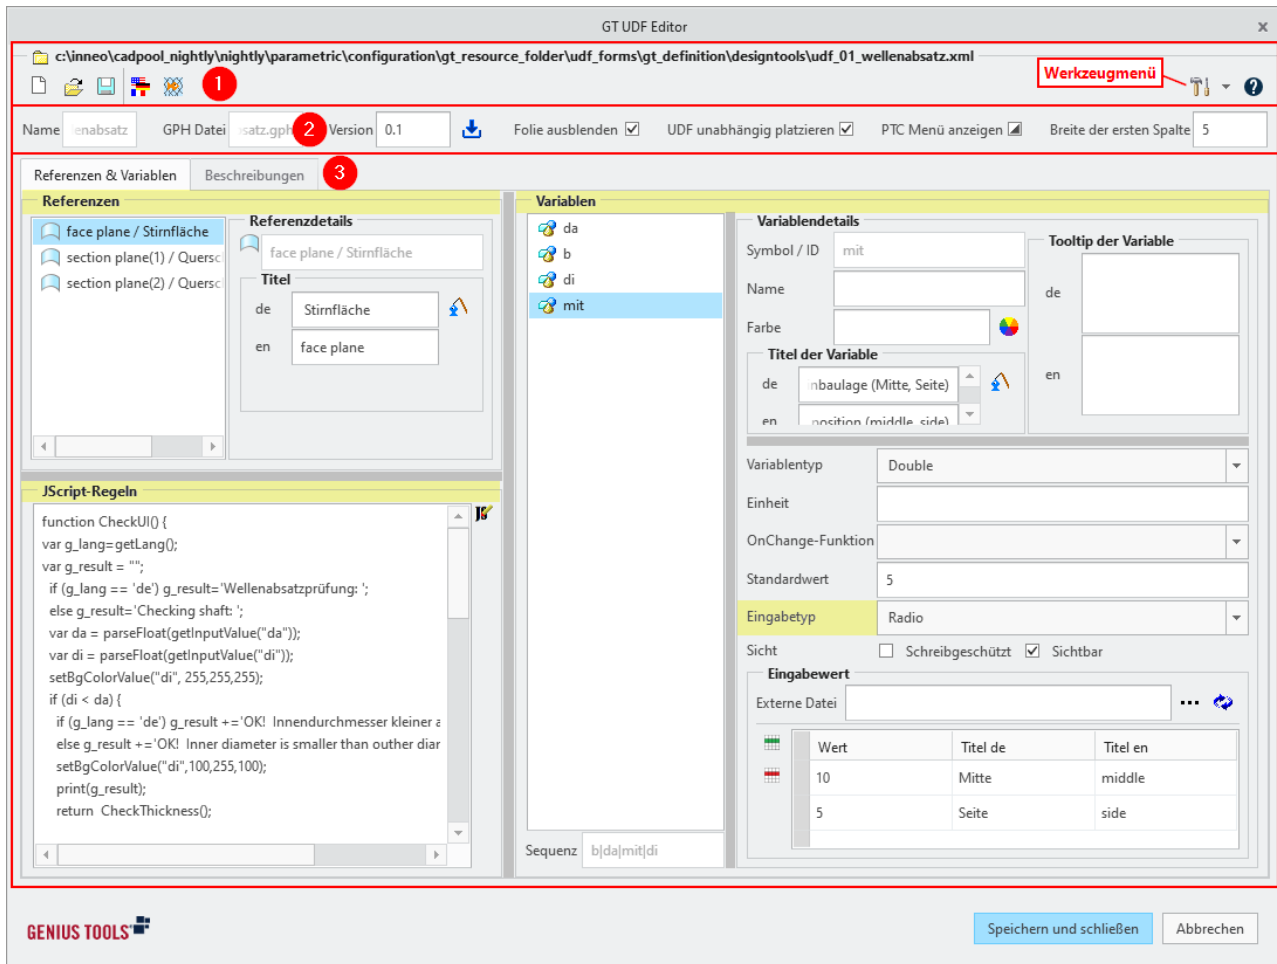 GT UDF Editor
c:\inneo\cadpool_nightly\nightly\parametric\configuration\gt_resource_folder\udf_forms\gt_definition\designtools\udf_01_wellenabsatz.xml
1
Werkzeugmenü
Name enabsatz GPH Datei satz.gph 2 Version 0.1 Folie ausblenden UDF unabhängig platzieren PTC Menü anzeigen Breite der ersten Spalte 5
Referenzen & Variablen Beschreibungen 3
Referenzen
face plane / Stirnfläche
section plane(1) / Quersc
section plane(2) / Quersc
Referenzdetails
face plane / Stirnfläche
Titel
de Stirnfläche
en face plane
JScript-Regeln
function CheckUI() {
var g_lang=getLang();
var g_result = "";
if (g_lang == 'de') g_result='Wellenabsatzprüfung: ';
else g_result='Checking shaft: ';
var da = parseFloat(getInputValue("da"));
var di = parseFloat(getInputValue("di"));
setBgColorValue("di", 255,255,255);
if (di < da) {
if (g_lang == 'de') g_result +='OK! Innendurchmesser kleiner a
else g_result +='OK! Inner diameter is smaller than outher diar
setBgColorValue("di",100,255,100);
print(g_result);
return CheckThickness();
Variablen
da
b
di
mit
Sequenz b|da|mit|di
Variablendetails
Symbol / ID mit
Name
Farbe
Titel der Variable
de nbaulage (Mitte, Seite)
en position (middle, side)
Tooltip der Variable
de
en
Variablentyp Double
Einheit
OnChange-Funktion
Standardwert 5
Eingabetyp Radio
Sicht Schreibgeschützt Sichtbar
Eingabewert
Externe Datei ...
Wert Titel de Titel en
10 Mitte middle
5 Seite side
GENIUS TOOLS
Speichern und schließen Abbrechen